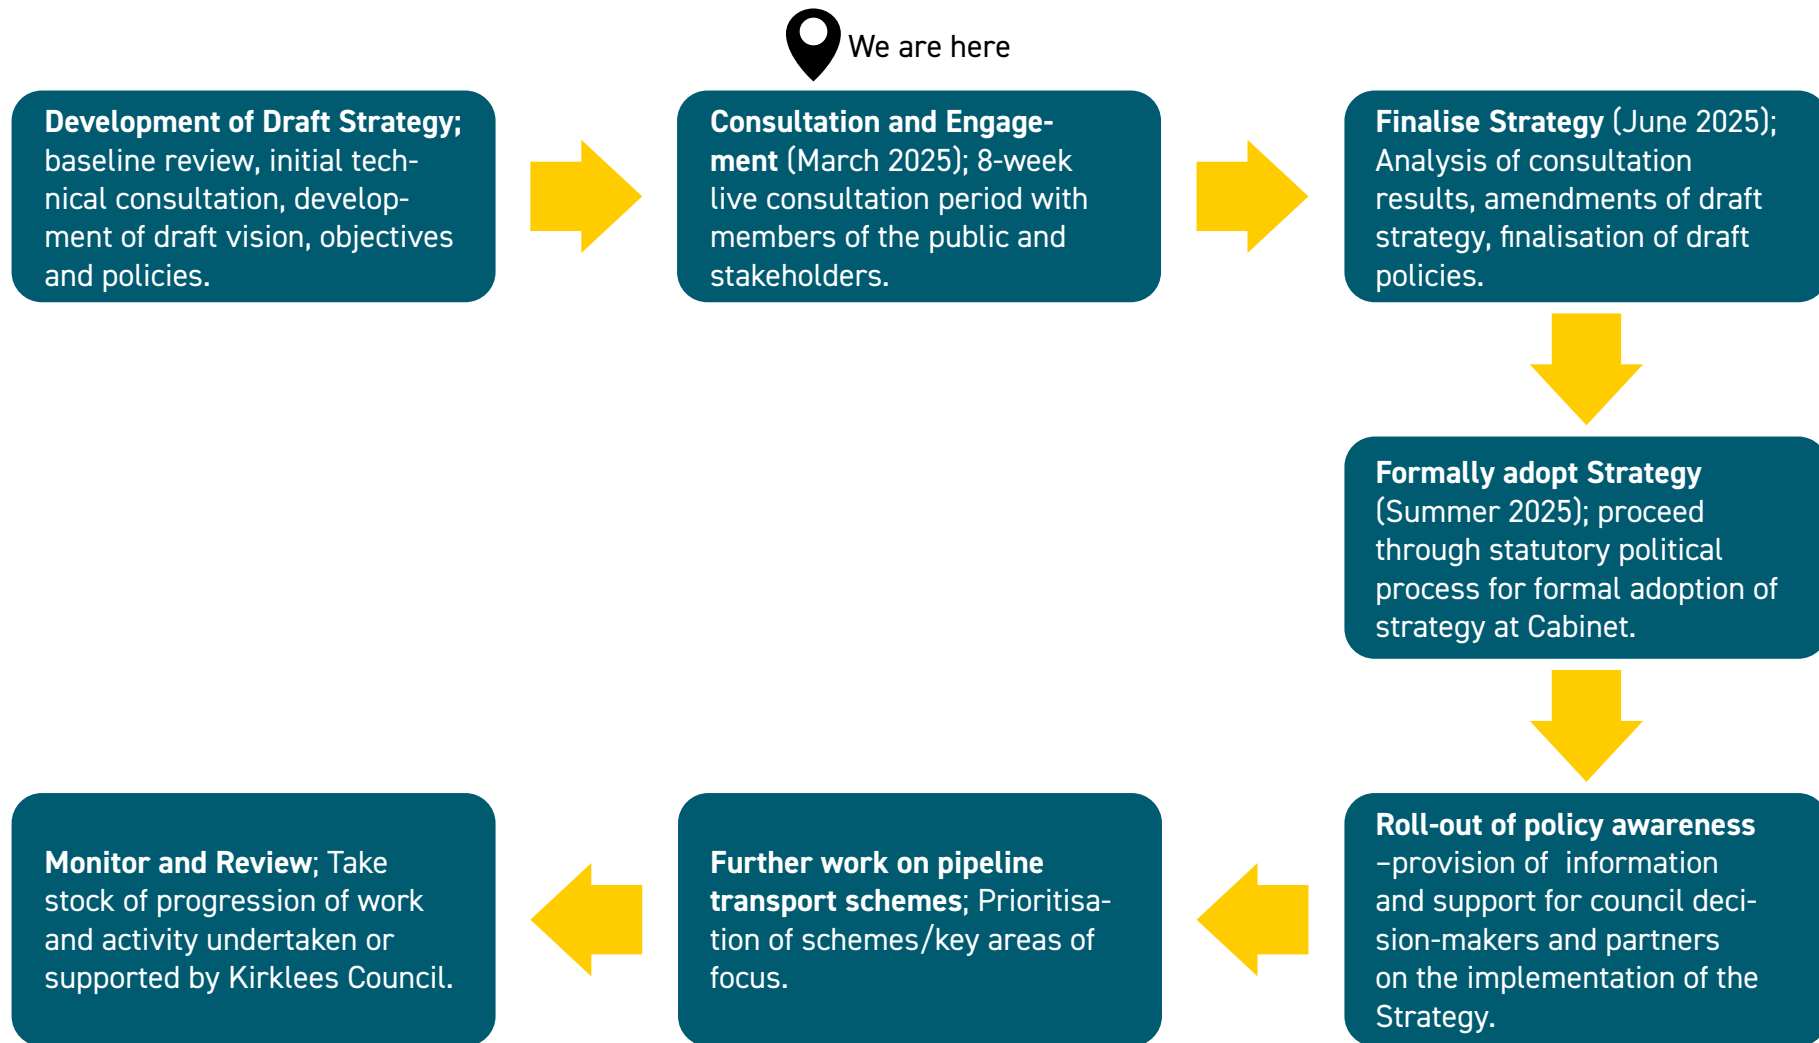 We are here
Development of Draft Strategy;
baseline review, initial tech-
nical consultation, develop-
ment of draft vision, objectives
and policies.
Consultation and Engage-
ment (March 2025); 8-week
live consultation period with
members of the public and
stakeholders.
Finalise Strategy (June 2025);
Analysis of consultation
results, amendments of draft
strategy, finalisation of draft
policies.
Formally adopt Strategy
(Summer 2025); proceed
through statutory political
process for formal adoption of
strategy at Cabinet.
Roll-out of policy awareness
–provision of  information
and support for council deci-
sion-makers and partners
on the implementation of the
Strategy.
Further work on pipeline
transport schemes; Prioritisa-
tion of schemes/key areas of
focus.
Monitor and Review; Take
stock of progression of work
and activity undertaken or
supported by Kirklees Council.